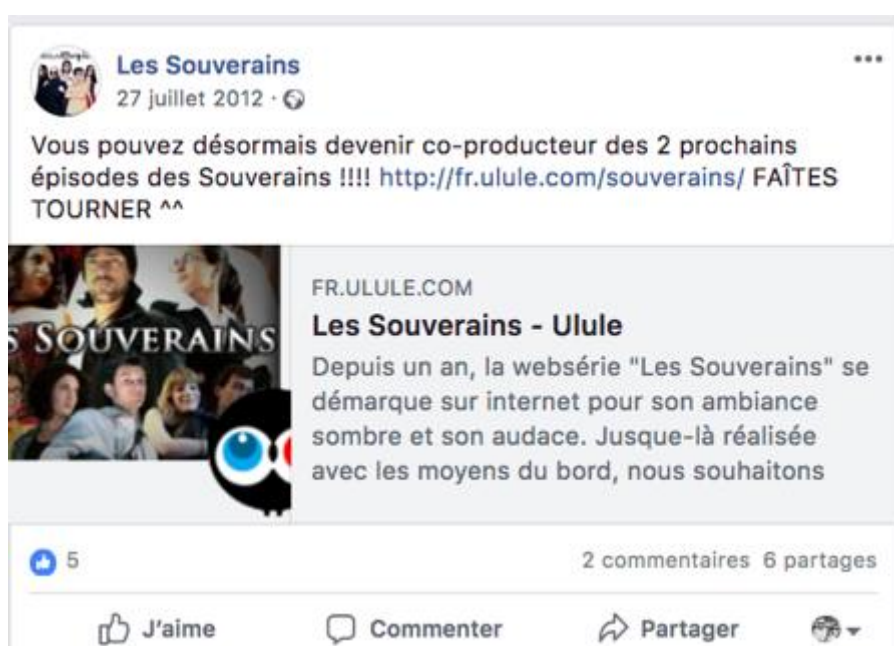 Les Souverains
27 juillet 2012 ·
Vous pouvez désormais devenir co-producteur des 2 prochains
épisodes des Souverains !!!! http://fr.ulule.com/souverains/ FAÎTES
TOURNER ^^
S SOUVERAINS
FR.ULULE.COM
Les Souverains - Ulule
Depuis un an, la websérie "Les Souverains" se
démarque sur internet pour son ambiance
sombre et son audace. Jusque-là réalisée
avec les moyens du bord, nous souhaitons
5
2 commentaires 6 partages
J'aime Commenter Partager